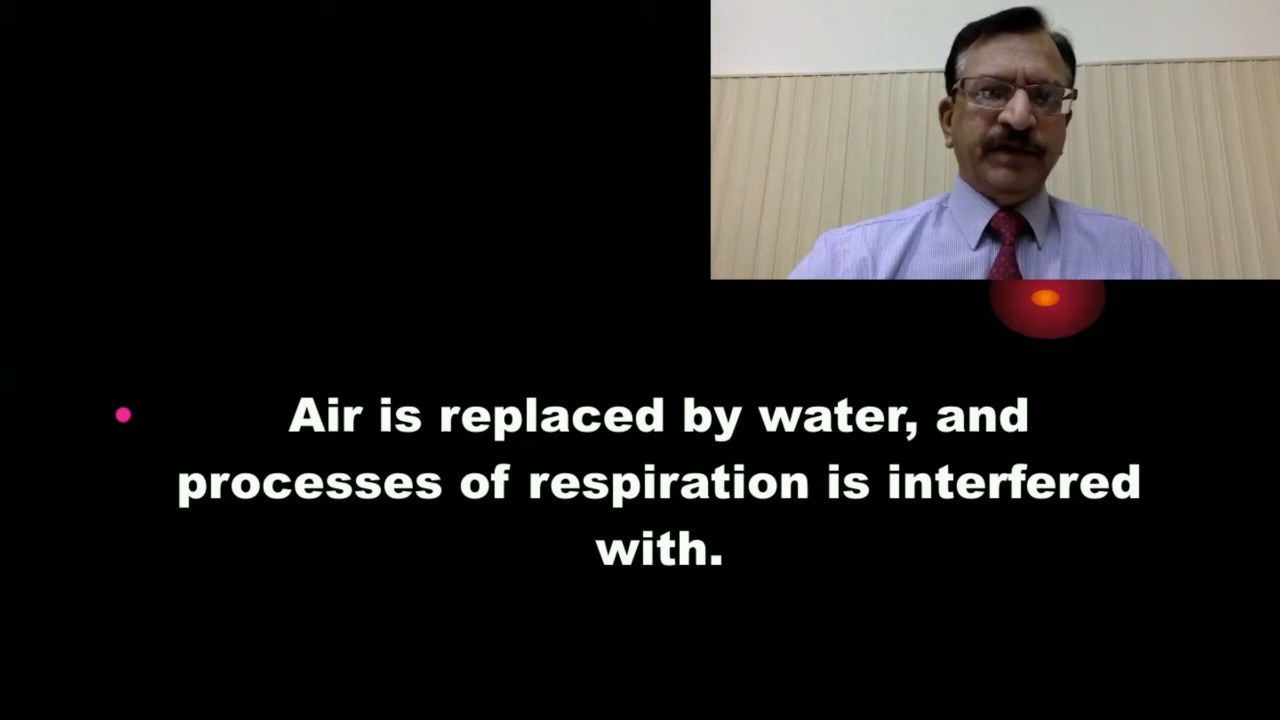 Air is replaced by water, and
processes of respiration is interfered
with.